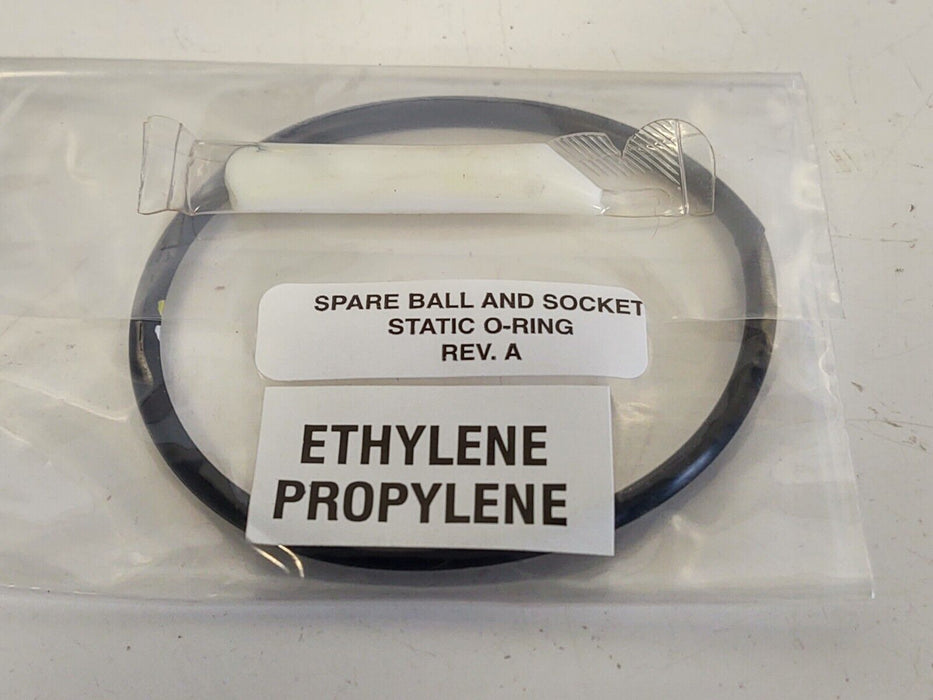 SPARE BALL AND SOCKET
STATIC O-RING
REV. A
ETHYLENE
PROPYLENE